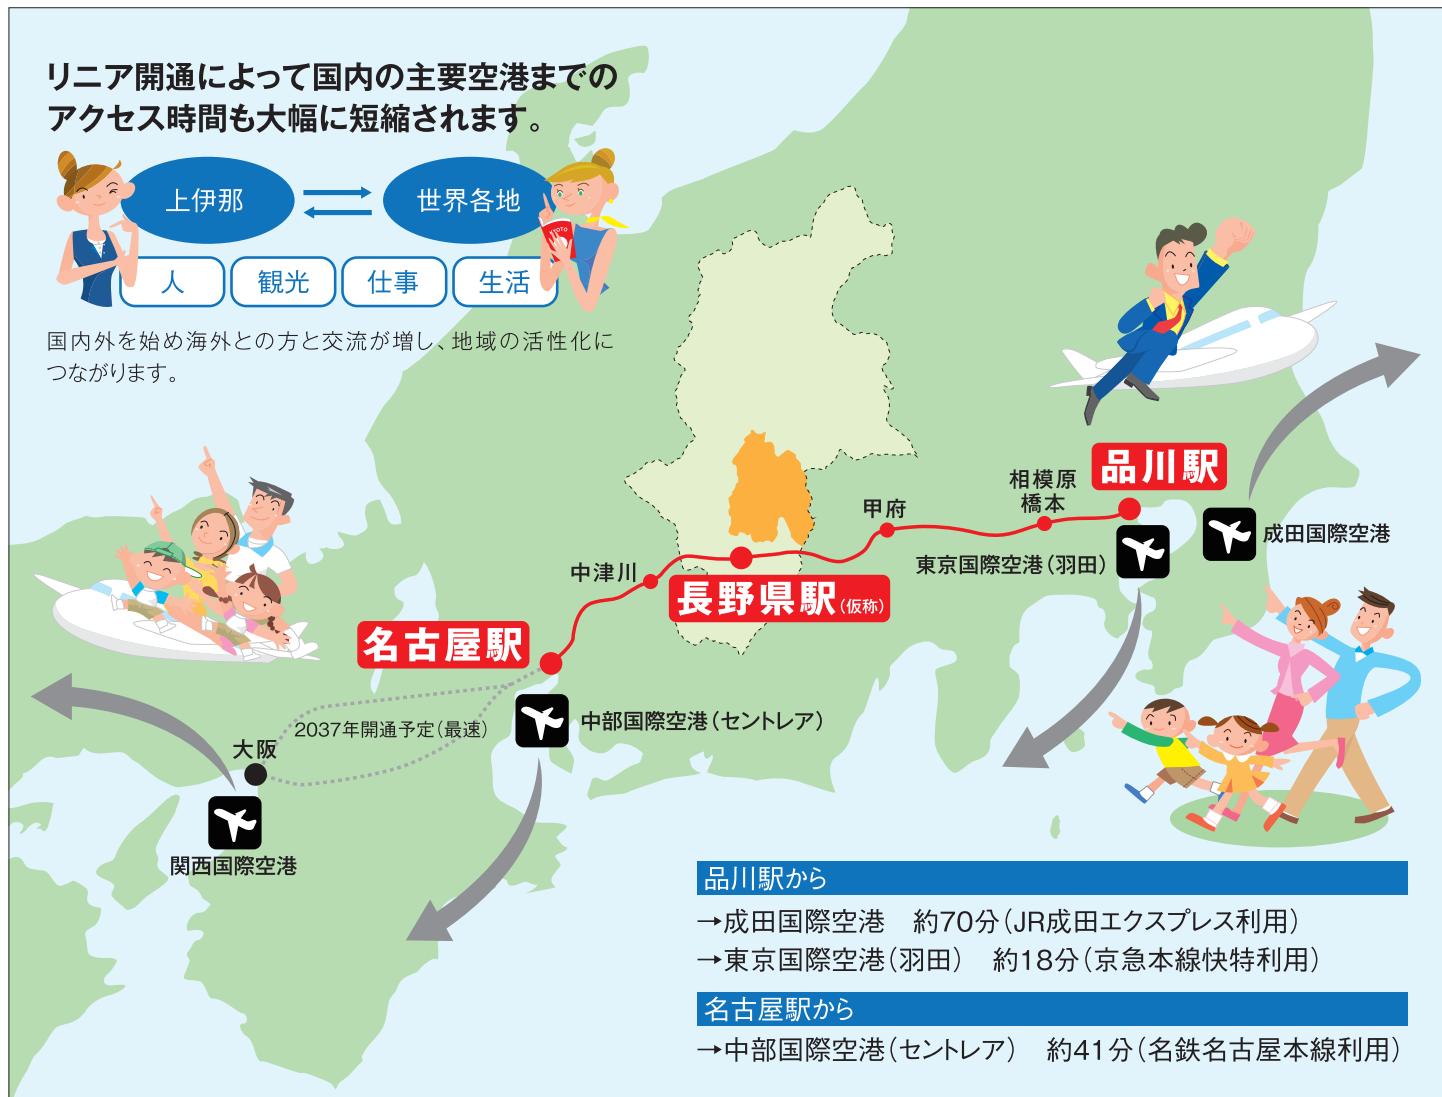 リニア開通によって国内の主要空港までの
アクセス時間も大幅に短縮されます。
上伊那
世界各地
KYOTO
人
観光
仕事
生活
国内外を始め海外との方と交流が増し、地域の活性化に
つながります。
品川駅
相模原
橋本
甲府
成田国際空港
東京国際空港（羽田）
中津川
長野県駅（仮称）
名古屋駅
中部国際空港（セントレア）
2037年開通予定（最速）
大阪
関西国際空港
品川駅から
→成田国際空港　約70分（JR成田エクスプレス利用）
→東京国際空港（羽田）　約18分（京急本線快特利用）
名古屋駅から
→中部国際空港（セントレア）　約41分（名鉄名古屋本線利用）